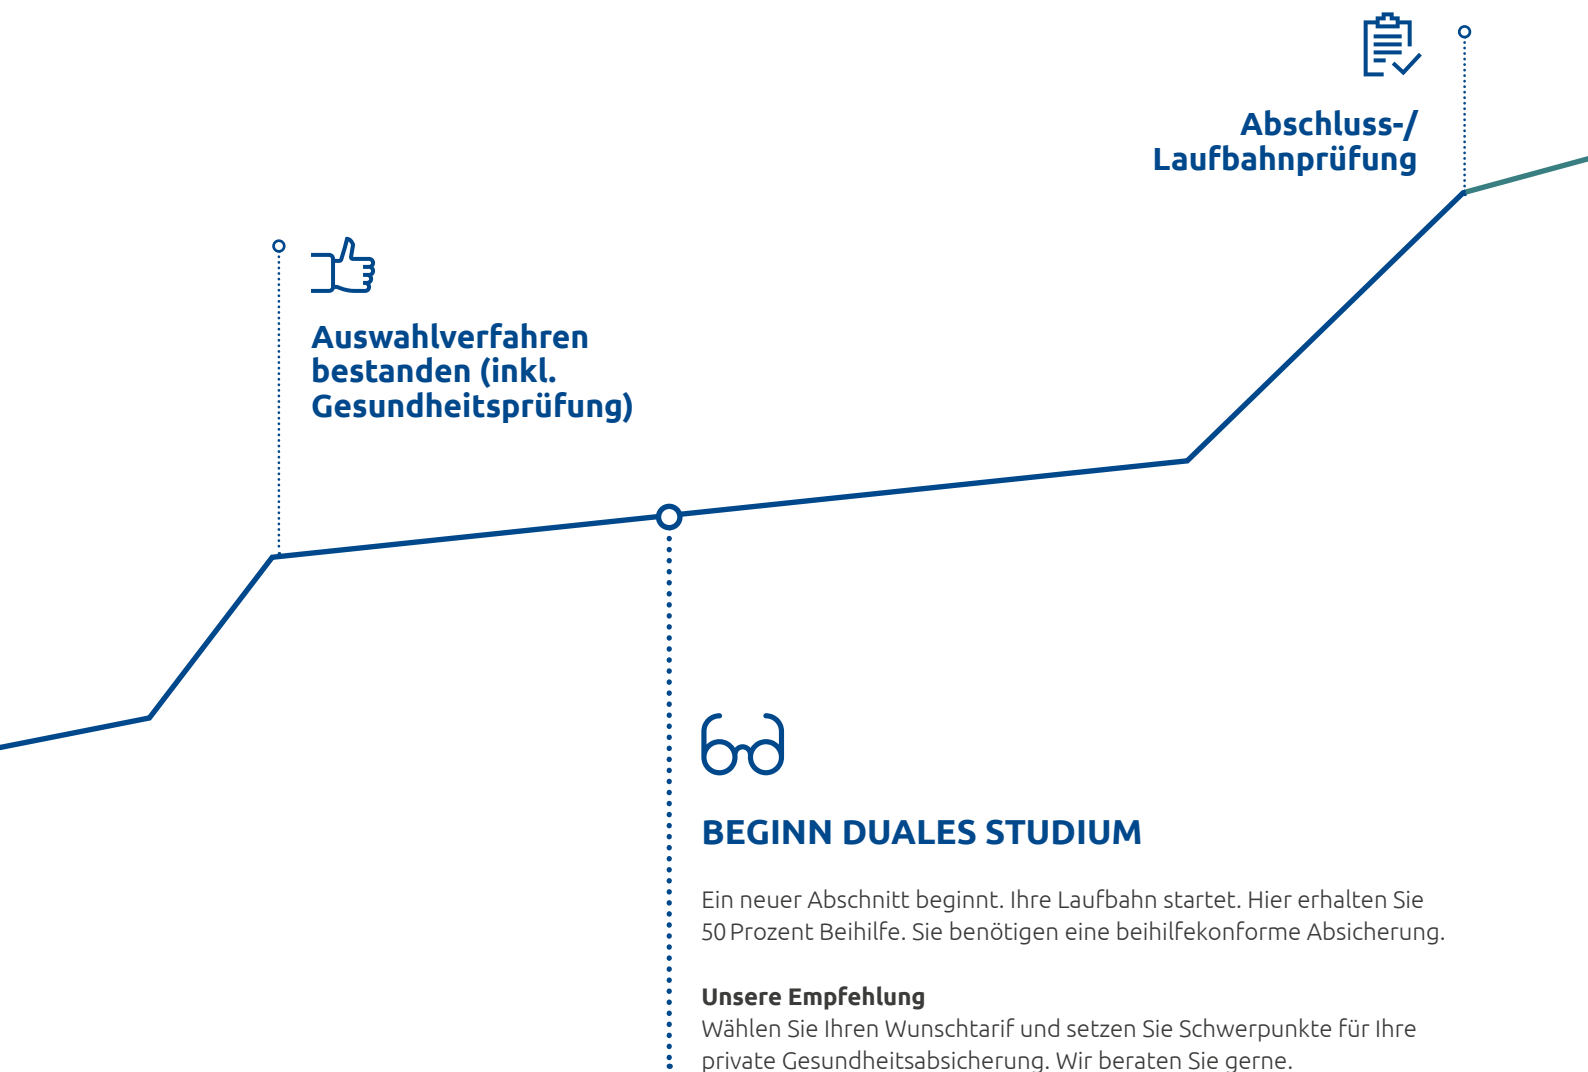 Abschluss-/
Laufbahnprüfung
Auswahlverfahren
bestanden (inkl.
Gesundheitsprüfung)
BEGINN DUALES STUDIUM
Ein neuer Abschnitt beginnt. Ihre Laufbahn startet. Hier erhalten Sie
50 Prozent Beihilfe. Sie benötigen eine beihilfekonforme Absicherung.
Unsere Empfehlung
Wählen Sie Ihren Wunschtarif und setzen Sie Schwerpunkte für Ihre
private Gesundheitsabsicherung. Wir beraten Sie gerne.